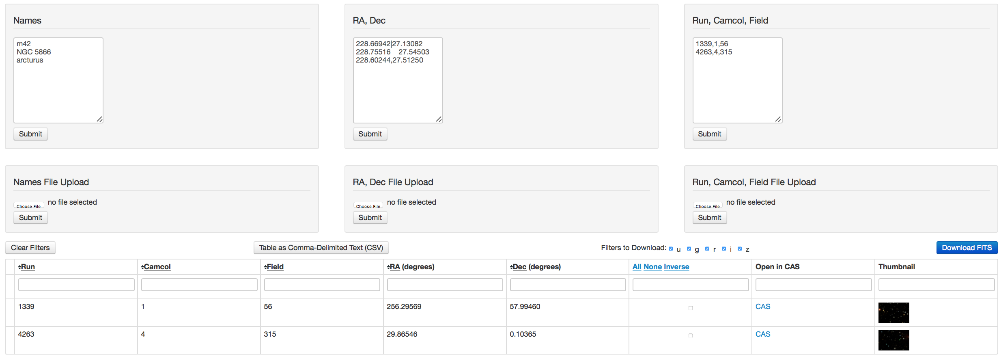 Names
m42
NGC 5866
arcturus
Submit
RA, Dec
228.66942|27.13082
228.75516 27.54503
228.60244,27.51250
Submit
Run, Camcol, Field
1339,1,56
4263,4,315
Submit
Names File Upload
Choose File no file selected
Submit
RA, Dec File Upload
Choose File no file selected
Submit
Run, Camcol, Field File Upload
Choose File no file selected
Submit
Clear Filters Table as Comma-Delimited Text (CSV) Filters to Download: u g r i z Download FITS
Run Camcol Field RA (degrees) Dec (degrees) All None Inverse Open in CAS Thumbnail
1339 1 56 256.29569 57.99460 CAS
4263 4 315 29.86546 0.10365 CAS